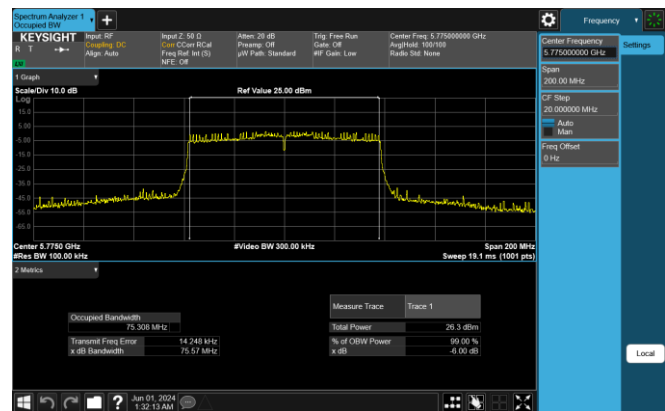 Spectrum Analyzer 1
Occupied BW
Frequency
KEYSIGHT
R T
Input: RF
Coupling: DC
Align: Auto
Input Z: 50 Ω
Corr CCorr RCal
Freq Ref: Int (S)
NFE: Off
Atten: 20 dB
Preamp: Off
µW Path: Standard
Trig: Free Run
Gate: Off
#IF Gain: Low
Center Freq: 5.775000000 GHz
Avg|Hold: 100/100
Radio Std: None
Center Frequency
5.775000000 GHz
Settings
Span
200.00 MHz
CF Step
20.000000 MHz
Auto
Man
Freq Offset
0 Hz
1 Graph
Scale/Div 10.0 dB
Ref Value 25.00 dBm
Log
15.0
5.00
-5.00
-15.0
-25.0
-35.0
-45.0
-55.0
-65.0
Center 5.7750 GHz
#Video BW 300.00 kHz
Span 200 MHz
#Res BW 100.00 kHz
Sweep 19.1 ms (1001 pts)
2 Metrics
Measure Trace
Trace 1
Occupied Bandwidth
75.308 MHz
Total Power
26.3 dBm
Transmit Freq Error
14.248 kHz
% of OBW Power
99.00 %
x dB Bandwidth
75.57 MHz
x dB
-6.00 dB
Local
Jun 01, 2024
1:32:13 AM